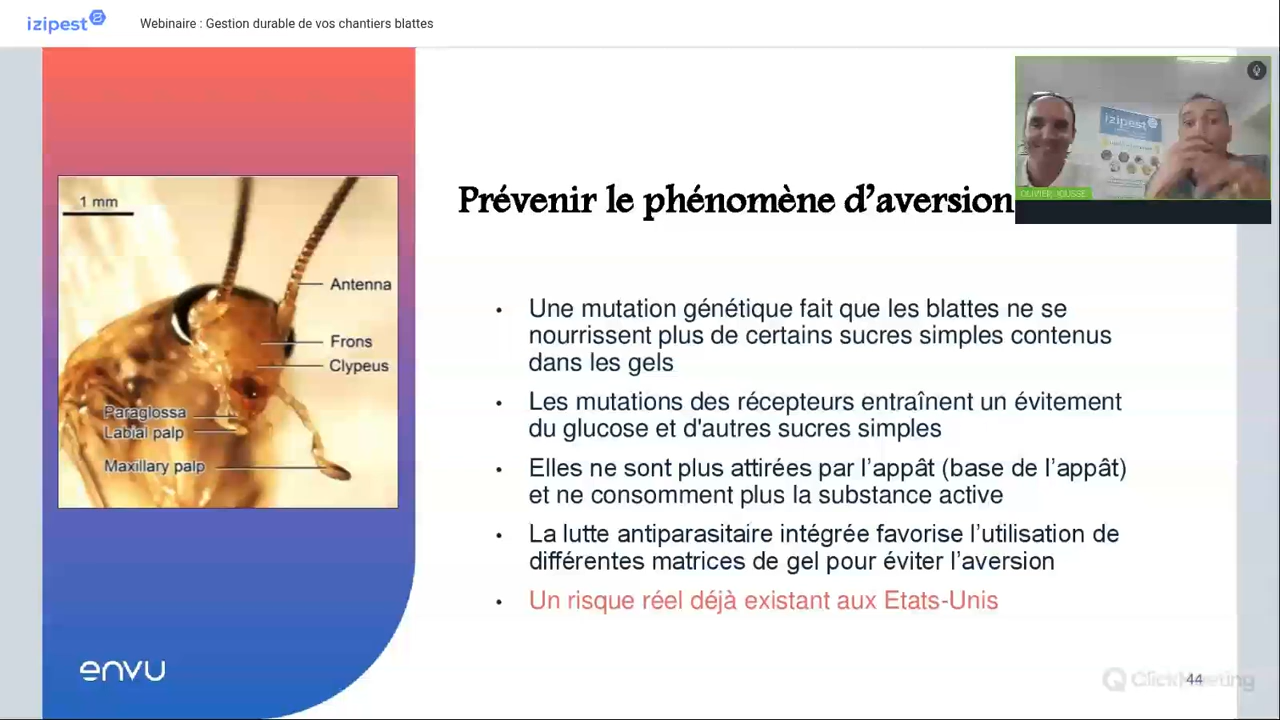 izipest
Webinaire : Gestion durable de vos chantiers blattes
izipest
OLIVIER JOUSSE
Prévenir le phénomène d’aversion
1 mm
Antenna
Frons
Clypeus
Paraglossa
Labial palp
Maxillary palp
• Une mutation génétique fait que les blattes ne se
nourrissent plus de certains sucres simples contenus
dans les gels
• Les mutations des récepteurs entraînent un évitement
du glucose et d'autres sucres simples
• Elles ne sont plus attirées par l’appât (base de l’appât)
et ne consomment plus la substance active
• La lutte antiparasitaire intégrée favorise l’utilisation de
différentes matrices de gel pour éviter l’aversion
• Un risque réel déjà existant aux Etats-Unis
envu
ClickMeeting
44